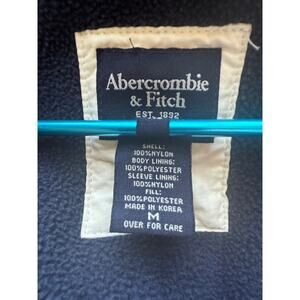 Abercrombie
& Fitch
EST. 1892
SHELL:
100%NYLON
BODY LINING:
100%POLYESTER
SLEEVE LINING:
100%NYLON
FILL:
100%POLYESTER
MADE IN KOREA
M
OVER FOR CARE